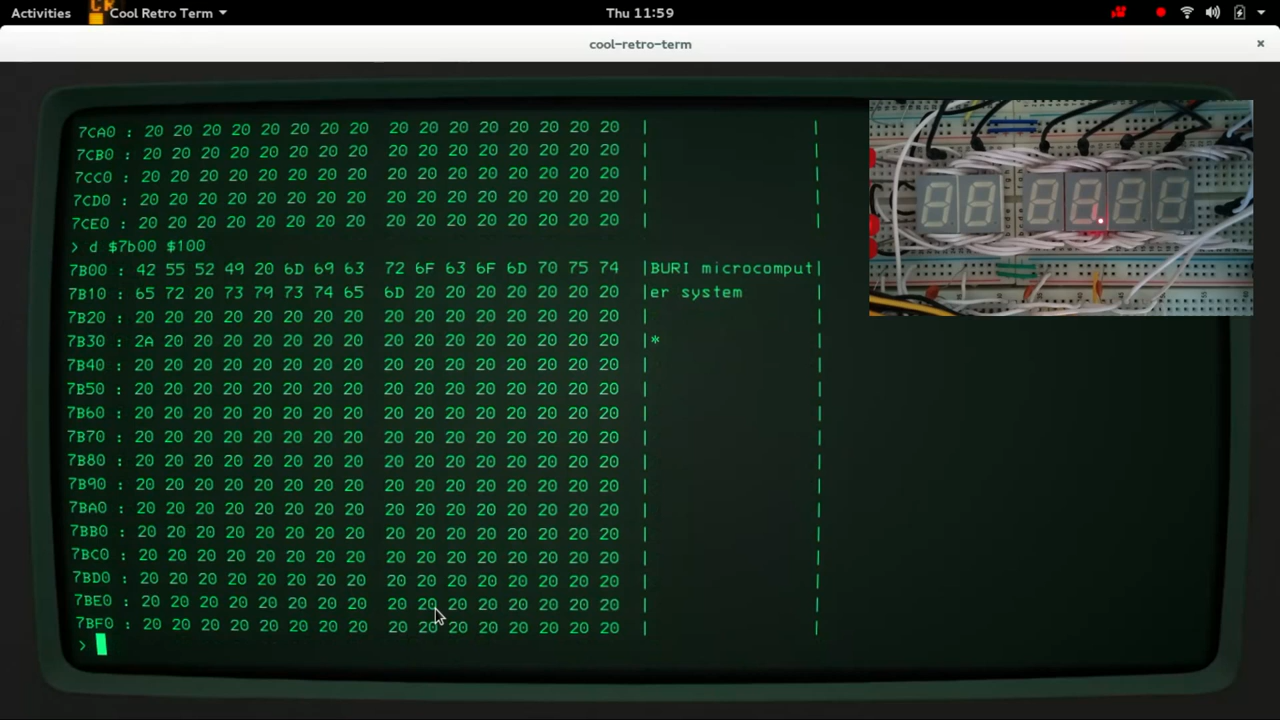 Activities Cool Retro Term Thu 11:59
cool-retro-term
7CA0 : 20 20 20 20 20 20 20 20 20 20 20 20 20 20 20 20 | |
7CB0 : 20 20 20 20 20 20 20 20 20 20 20 20 20 20 20 20 | |
7CC0 : 20 20 20 20 20 20 20 20 20 20 20 20 20 20 20 20 | |
7CD0 : 20 20 20 20 20 20 20 20 20 20 20 20 20 20 20 20 | |
7CE0 : 20 20 20 20 20 20 20 20 20 20 20 20 20 20 20 20 | |
> d $7b00 $100
7B00 : 42 55 52 49 20 6D 69 63 72 6F 63 6F 6D 70 75 74 |BURI microcomput|
7B10 : 65 72 20 73 79 73 74 65 6D 20 20 20 20 20 20 20 |er system |
7B20 : 20 20 20 20 20 20 20 20 20 20 20 20 20 20 20 20 | |
7B30 : 2A 20 20 20 20 20 20 20 20 20 20 20 20 20 20 20 |* |
7B40 : 20 20 20 20 20 20 20 20 20 20 20 20 20 20 20 20 | |
7B50 : 20 20 20 20 20 20 20 20 20 20 20 20 20 20 20 20 | |
7B60 : 20 20 20 20 20 20 20 20 20 20 20 20 20 20 20 20 | |
7B70 : 20 20 20 20 20 20 20 20 20 20 20 20 20 20 20 20 | |
7B80 : 20 20 20 20 20 20 20 20 20 20 20 20 20 20 20 20 | |
7B90 : 20 20 20 20 20 20 20 20 20 20 20 20 20 20 20 20 | |
7BA0 : 20 20 20 20 20 20 20 20 20 20 20 20 20 20 20 20 | |
7BB0 : 20 20 20 20 20 20 20 20 20 20 20 20 20 20 20 20 | |
7BC0 : 20 20 20 20 20 20 20 20 20 20 20 20 20 20 20 20 | |
7BD0 : 20 20 20 20 20 20 20 20 20 20 20 20 20 20 20 20 | |
7BE0 : 20 20 20 20 20 20 20 20 20 20 20 20 20 20 20 20 | |
7BF0 : 20 20 20 20 20 20 20 20 20 20 20 20 20 20 20 20 | |
>